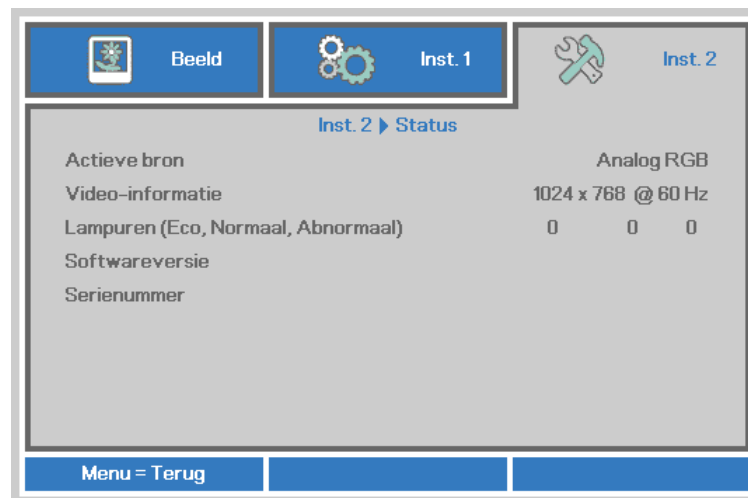 Beeld
Inst. 1
Inst. 2
Inst. 2 Status
Actieve bron Analog RGB
Video-informatie 1024 x 768 @ 60 Hz
Lampuren (Eco, Normaal, Abnormaal) 0 0 0
Softwareversie
Serienummer
Menu = Terug